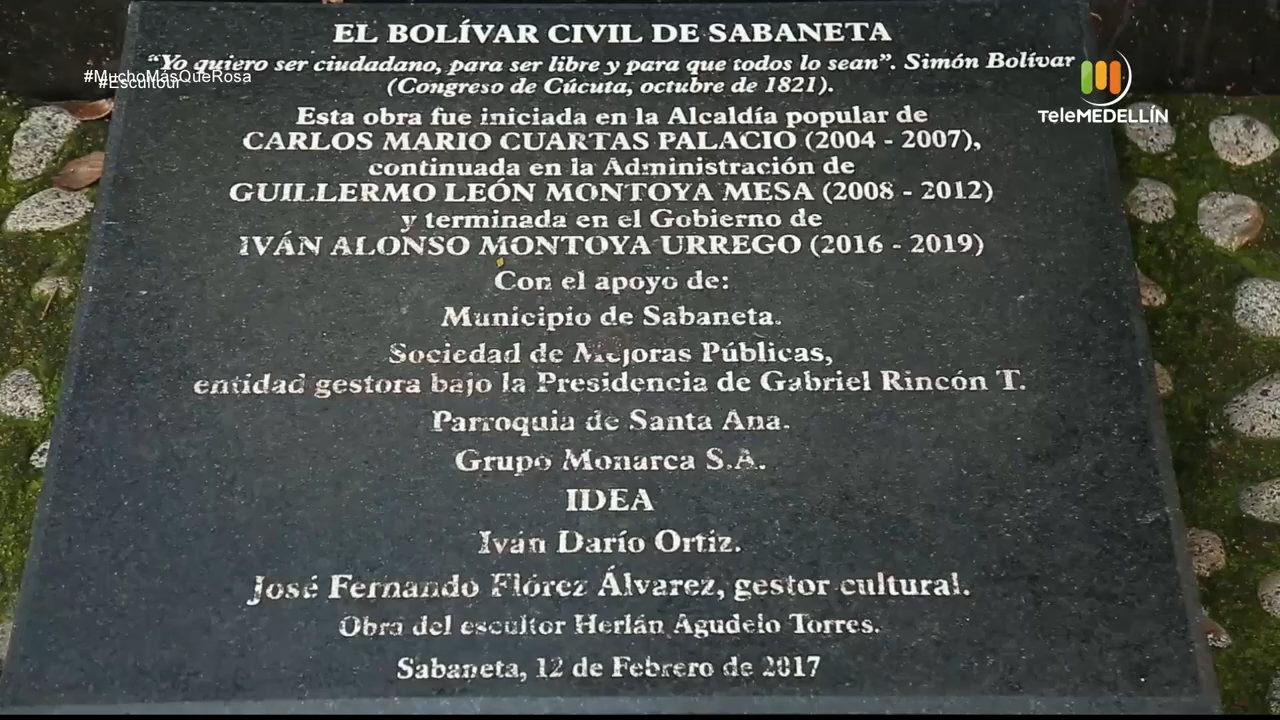 EL BOLÍVAR CIVIL DE SABANETA
“Yo quiero ser ciudadano, para ser libre y para que todos lo sean”. Simón Bolívar
(Congreso de Cúcuta, octubre de 1821).
Esta obra fue iniciada en la Alcaldía popular de
CARLOS MARIO CUARTAS PALACIO (2004 - 2007),
continuada en la Administración de
GUILLERMO LEÓN MONTOYA MESA (2008 - 2012)
y terminada en el Gobierno de
IVÁN ALONSO MONTOYA URREGO (2016 - 2019)
Con el apoyo de:
Municipio de Sabaneta.
Sociedad de Mejoras Públicas,
entidad gestora bajo la Presidencia de Gabriel Rincón T.
Parroquia de Santa Ana.
Grupo Monarca S.A.
IDEA
Iván Darío Ortiz.
José Fernando Flórez Álvarez, gestor cultural.
Obra del escultor Herlán Agudelo Torres.
Sabaneta, 12 de Febrero de 2017
#MuchoMásQueRosa
#Escultour
TeleMEDELLÍN